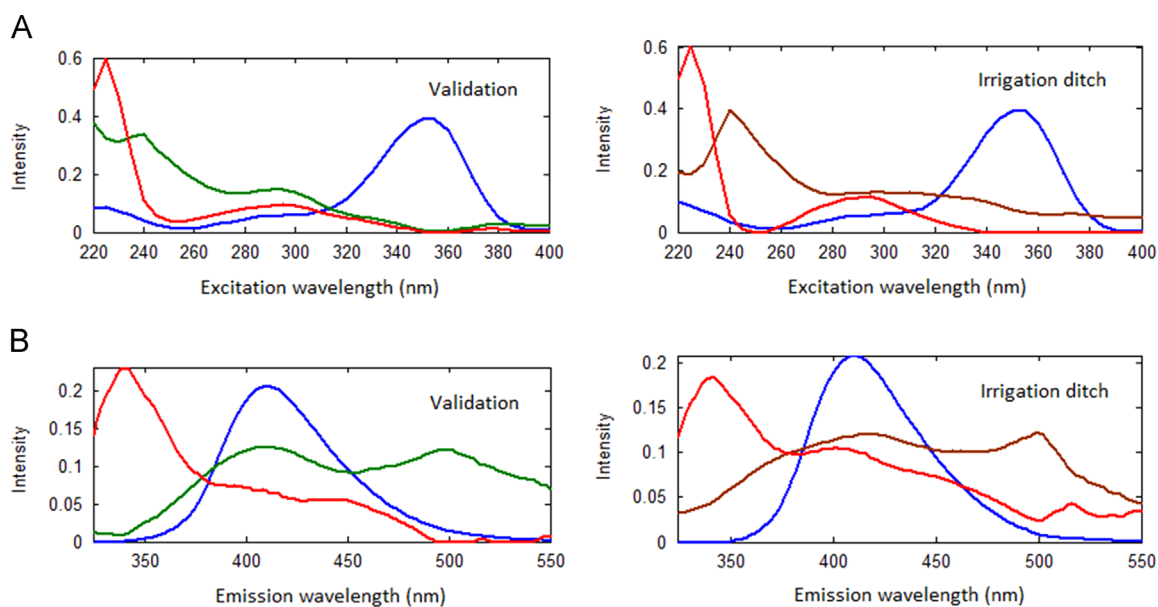 A
0.6
0.4
0.2
0
Intensity
Validation
220 240 260 280 300 320 340 360 380 400
Excitation wavelength (nm)
0.6
0.4
0.2
0
Intensity
Irrigation ditch
220 240 260 280 300 320 340 360 380 400
Excitation wavelength (nm)
B
0.2
0.15
0.1
0.05
0
Intensity
Validation
350 400 450 500 550
Emission wavelength (nm)
0.2
0.15
0.1
0.05
0
Intensity
Irrigation ditch
350 400 450 500 550
Emission wavelength (nm)